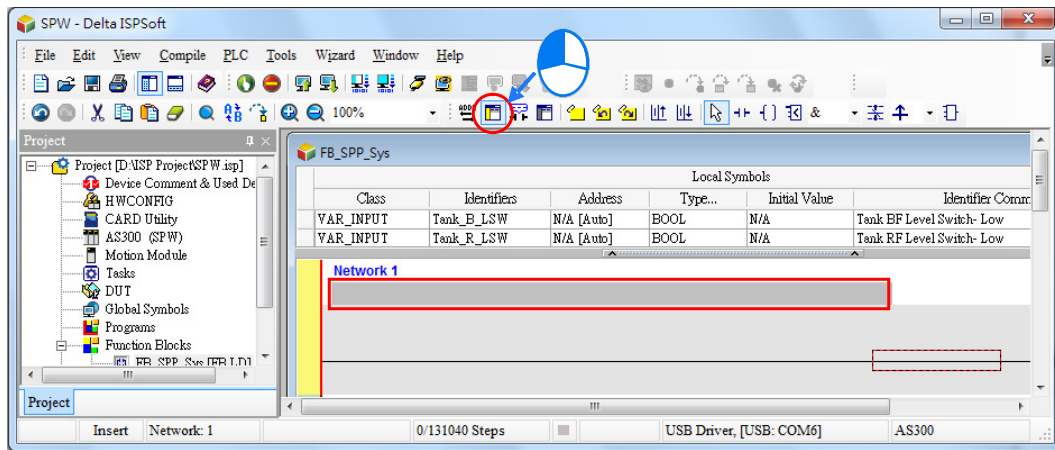 SPW - Delta ISPSoft
File Edit View Compile PLC Tools Wizard Window Help
100%
Project
Project [D:\ISP Project\SPW.isp]
Device Comment & Used De
HWCONFIG
CARD Utility
AS300 (SPW)
Motion Module
Tasks
DUT
Global Symbols
Programs
Function Blocks
FB_SPP_Sys [FB,LD]
Project
FB_SPP_Sys
Local Symbols
Class Identifiers Address Type... Initial Value Identifier Comm
VAR_INPUT Tank_B_LSW N/A [Auto] BOOL N/A Tank BF Level Switch- Low
VAR_INPUT Tank_R_LSW N/A [Auto] BOOL N/A Tank RF Level Switch- Low
Network 1
Insert Network: 1 0/131040 Steps USB Driver, [USB: COM6] AS300